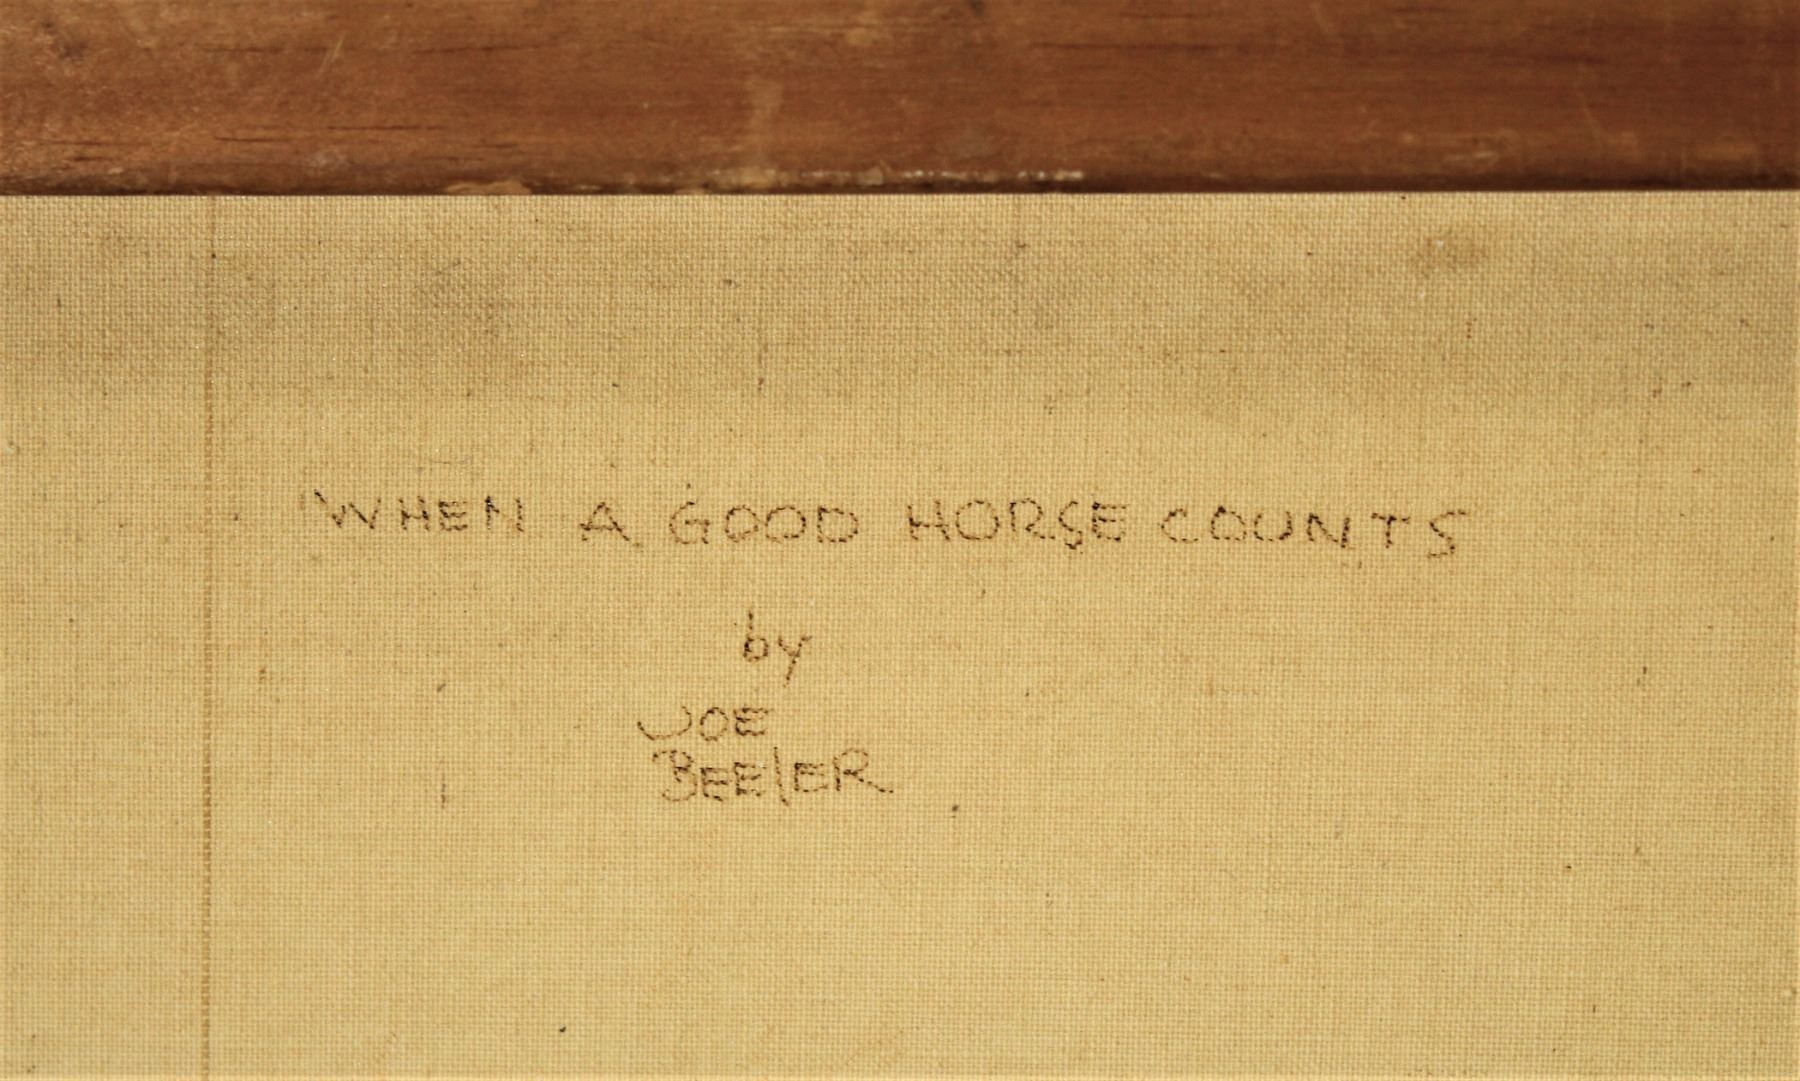 WHEN A GOOD HORSE COUNTS
by
JOE
BEElER